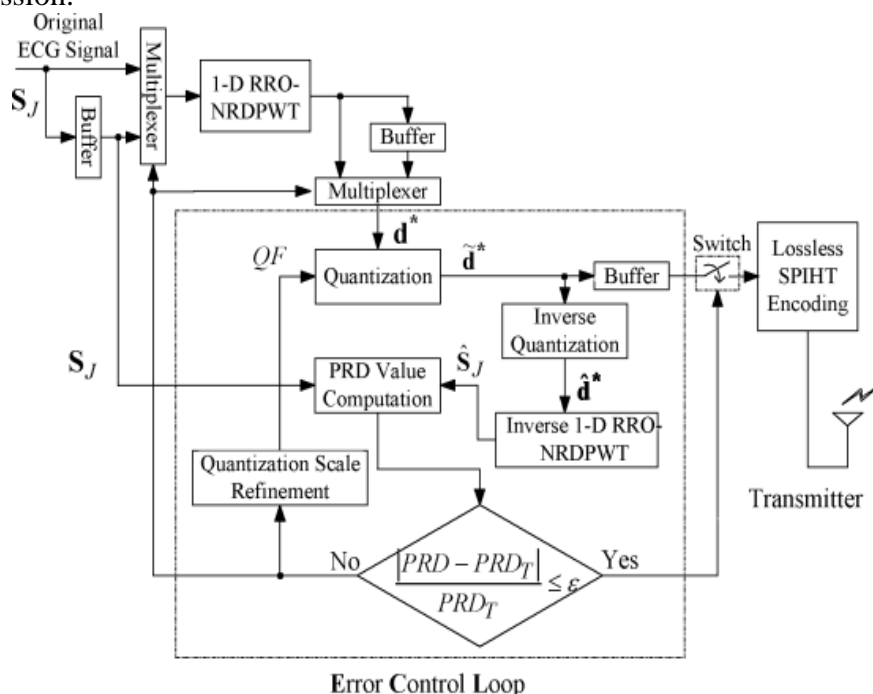 ssion.
Original
ECG Signal
S_J
Buffer
Multiplexer
1-D RRO-
NRDPWT
Buffer
Multiplexer
d*
QF
Quantization
d̃*
Buffer
Switch
Lossless
SPIHT
Encoding
Inverse
Quantization
S_J
PRD Value
Computation
Ŝ_J
d̂*
Inverse 1-D RRO-
NRDPWT
Quantization Scale
Refinement
Transmitter
No
|PRD − PRD_T|
PRD_T
≤ ε
Yes
Error Control Loop